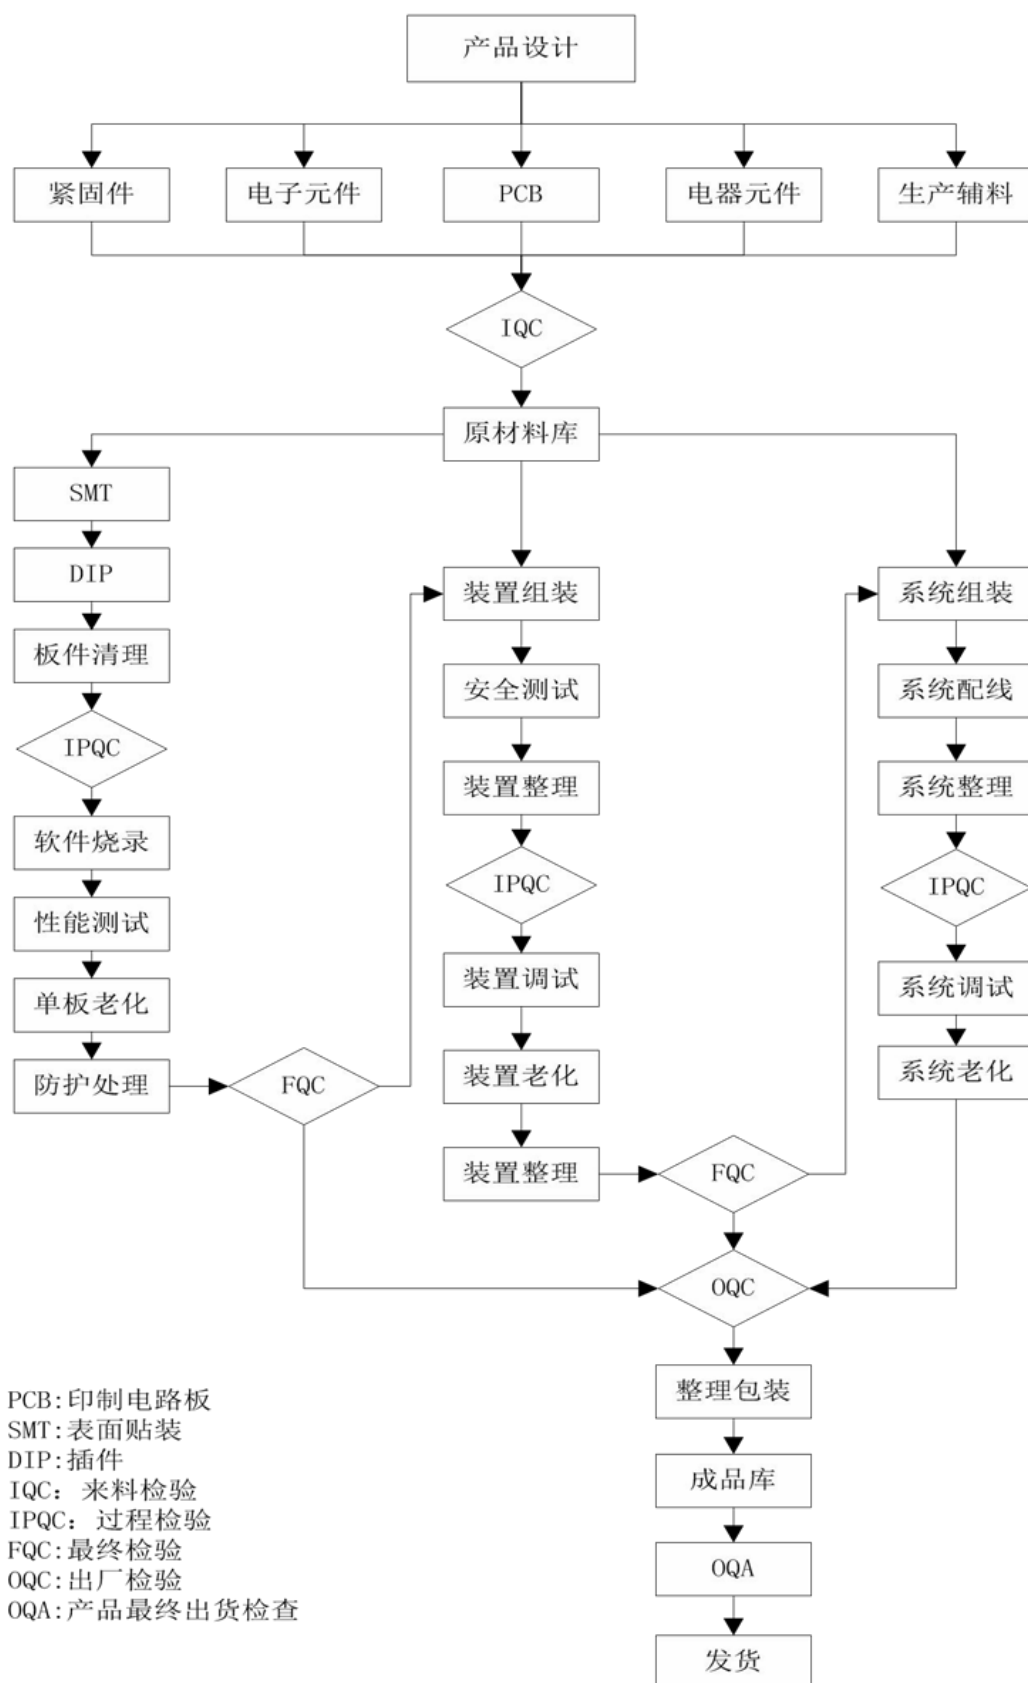 产品设计
紧固件
电子元件
PCB
电器元件
生产辅料
IQC
原材料库
SMT
DIP
板件清理
IPQC
软件烧录
性能测试
单板老化
防护处理
FQC
装置组装
安全测试
装置整理
IPQC
装置调试
装置老化
装置整理
FQC
系统组装
系统配线
系统整理
IPQC
系统调试
系统老化
OQC
整理包装
成品库
OQA
发货
PCB:印制电路板
SMT:表面贴装
DIP:插件
IQC: 来料检验
IPQC: 过程检验
FQC:最终检验
OQC:出厂检验
OQA:产品最终出货检查